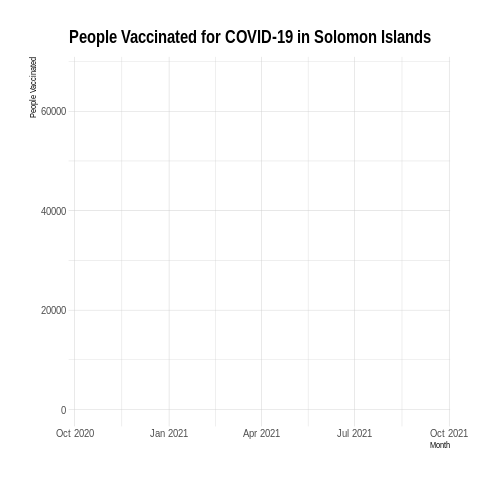 People Vaccinated for COVID-19 in Solomon Islands
People Vaccinated
60000
40000
20000
0
Oct 2020 Jan 2021 Apr 2021 Jul 2021 Oct 2021
Month